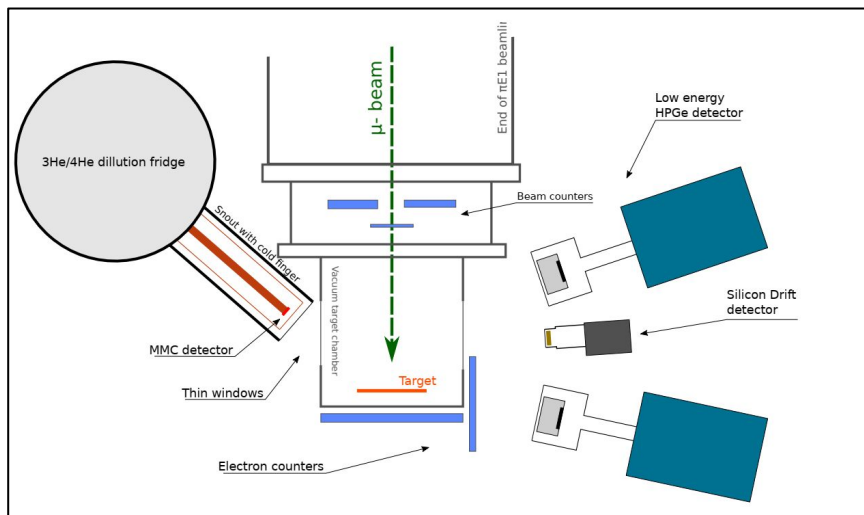 End of πE1 beamlin
μ- beam
Low energy
HPGe detector
3He/4He dillution fridge
Beam counters
Snout with cold finger
Vacuum target chamber
Silicon Drift
detector
MMC detector
Thin windows
Target
Electron counters